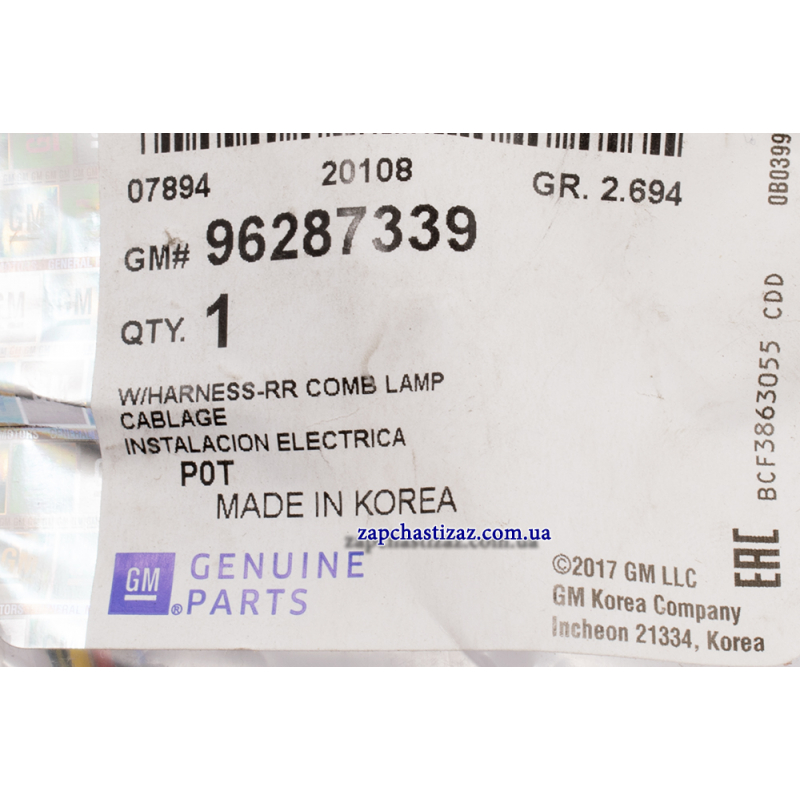 07894 20108 GR. 2.694
GM# 96287339
QTY. 1
W/HARNESS-RR COMB LAMP
CABLAGE
INSTALACION ELECTRICA
P0T
MADE IN KOREA
zapchastizaz.com.ua
GM GENUINE
PARTS
©2017 GM LLC
GM Korea Company
Incheon 21334, Korea
BCF3863055 CDD 0B0399
EAC
GM